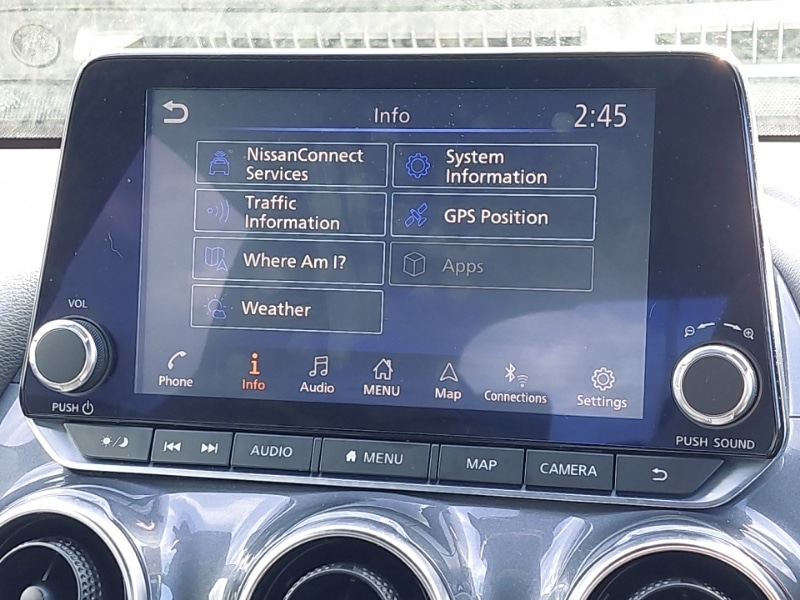 Info
2:45
NissanConnect
Services
System
Information
Traffic
Information
GPS Position
Where Am I?
Apps
Weather
VOL
PUSH
Phone
Info
Audio
MENU
Map
Connections
Settings
PUSH SOUND
AUDIO
MENU
MAP
CAMERA